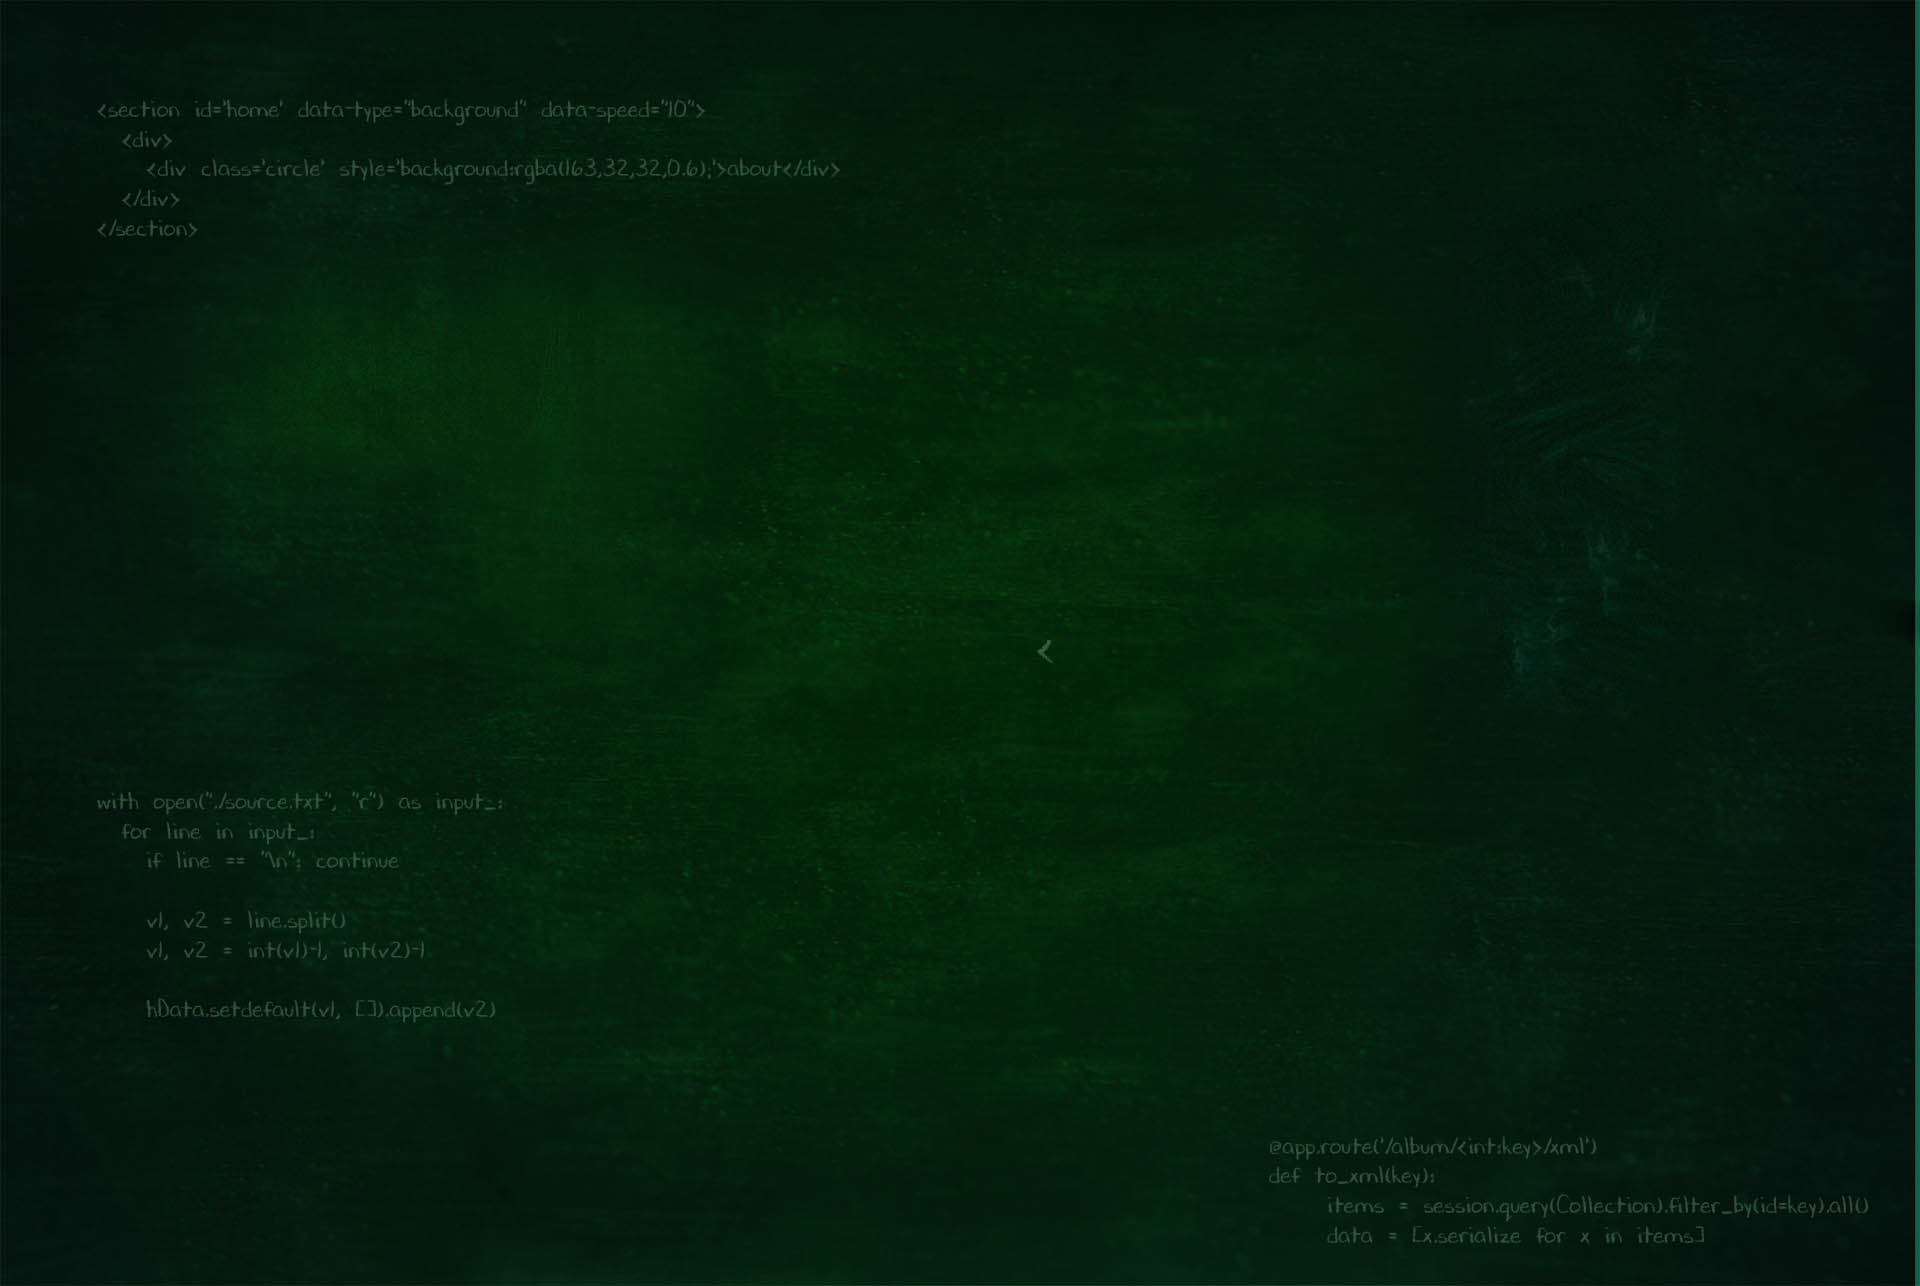 <section id='home' data-type="background" data-speed="10">
<div>
<div class='circle' style='background:rgba(163,32,32,0.6);'>about</div>
</div>
</section>
<
with open("./source.txt", "r") as input_:
for line in input_:
if line == "\n": continue
v1, v2 = line.split()
v1, v2 = int(v1)-1, int(v2)-1
hData.setdefault(v1, []).append(v2)
@app.route('/album/<int:key>/xml')
def to_xml(key):
items = session.query(Collection).filter_by(id=key).all()
data = [x.serialize for x in items]